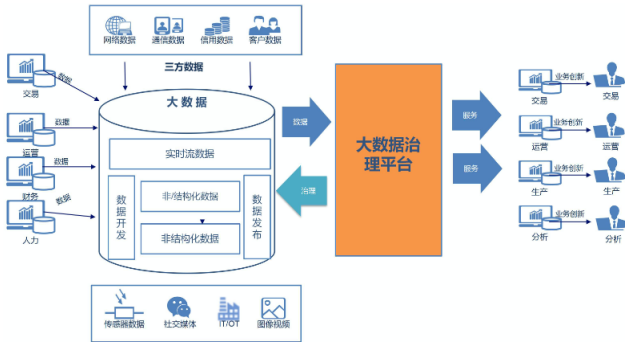 网络数据 通信数据 信用数据 客户数据
三方数据
交易 数据
运营 数据
财务 数据
人力 数据
大数据
实时流数据
数据开发
非/结构化数据
非结构化数据
数据发布
数据
治理
大数据治
理平台
服务
服务
交易 业务创新 交易
运营 业务创新 运营
生产 业务创新 生产
分析 业务创新 分析
传感器数据 社交媒体 IT/OT 图像视频